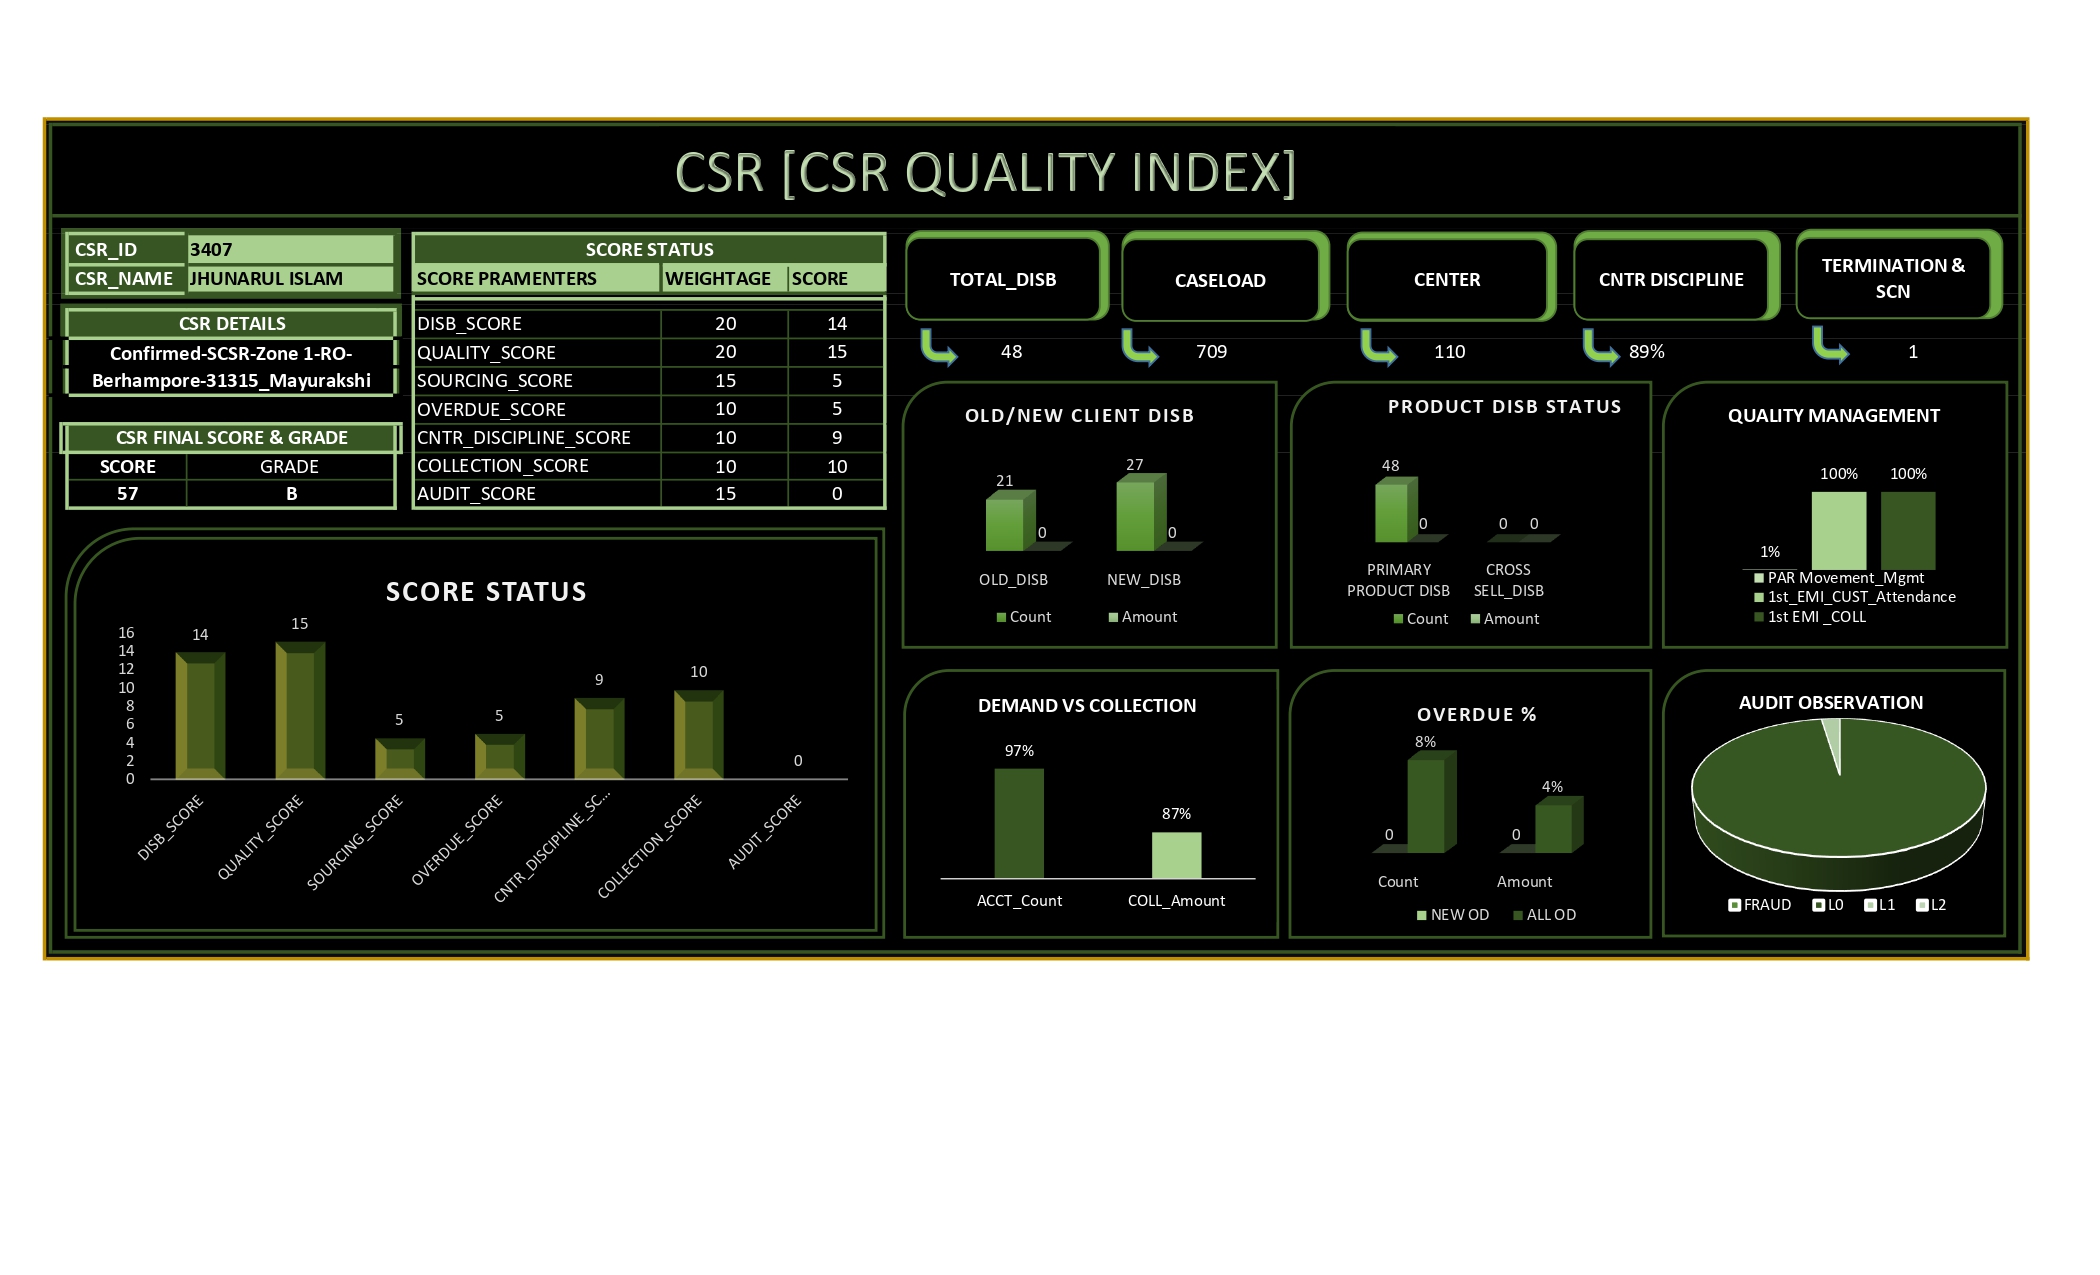 CSR [CSR QUALITY INDEX]
CSR_ID 3407
CSR_NAME JHUNARUL ISLAM
CSR DETAILS
Confirmed-SCSR-Zone 1-RO-
Berhampore-31315_Mayurakshi
CSR FINAL SCORE & GRADE
SCORE GRADE
57 B
SCORE STATUS
SCORE PRAMENTERS WEIGHTAGE SCORE
DISB_SCORE 20 14
QUALITY_SCORE 20 15
SOURCING_SCORE 15 5
OVERDUE_SCORE 10 5
CNTR_DISCIPLINE_SCORE 10 9
COLLECTION_SCORE 10 10
AUDIT_SCORE 15 0
TOTAL_DISB
48
CASELOAD
709
CENTER
110
CNTR DISCIPLINE
89%
TERMINATION &
SCN
1
SCORE STATUS
16
14
12
10
8
6
4
2
0
14 15 5 5 9 10 0
DISB_SCORE
QUALITY_SCORE
SOURCING_SCORE
OVERDUE_SCORE
CNTR_DISCIPLINE_SC...
COLLECTION_SCORE
AUDIT_SCORE
OLD/NEW CLIENT DISB
21 0 27 0
OLD_DISB NEW_DISB
Count Amount
PRODUCT DISB STATUS
48 0 0 0
PRIMARY CROSS
PRODUCT DISB SELL_DISB
Count Amount
QUALITY MANAGEMENT
1% 100% 100%
PAR Movement_Mgmt
1st_EMI_CUST_Attendance
1st EMI _COLL
DEMAND VS COLLECTION
97% 87%
ACCT_Count COLL_Amount
OVERDUE %
0 8% 0 4%
Count Amount
NEW OD ALL OD
AUDIT OBSERVATION
FRAUD L0 L1 L2